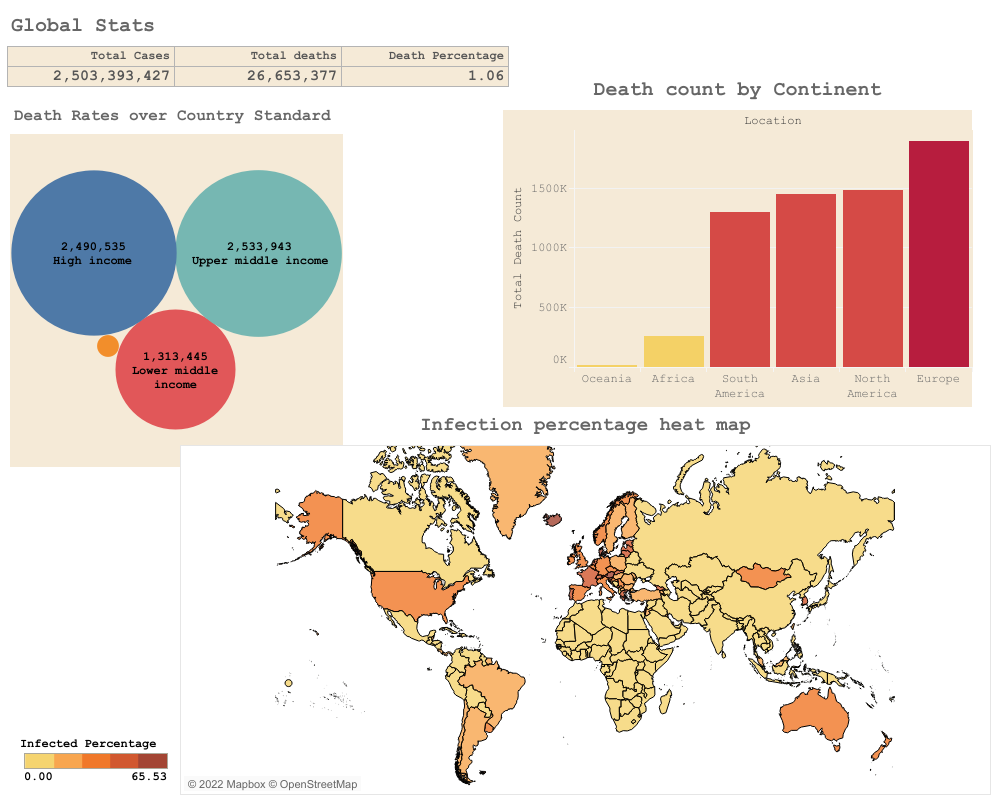 Global Stats
Total Cases Total deaths Death Percentage
2,503,393,427 26,653,377 1.06
Death Rates over Country Standard
2,490,535
High income
2,533,943
Upper middle income
1,313,445
Lower middle
income
Death count by Continent
Location
Total Death Count
1500K
1000K
500K
0K
Oceania Africa South America Asia North America Europe
Infection percentage heat map
Infected Percentage
0.00 65.53
© 2022 Mapbox © OpenStreetMap